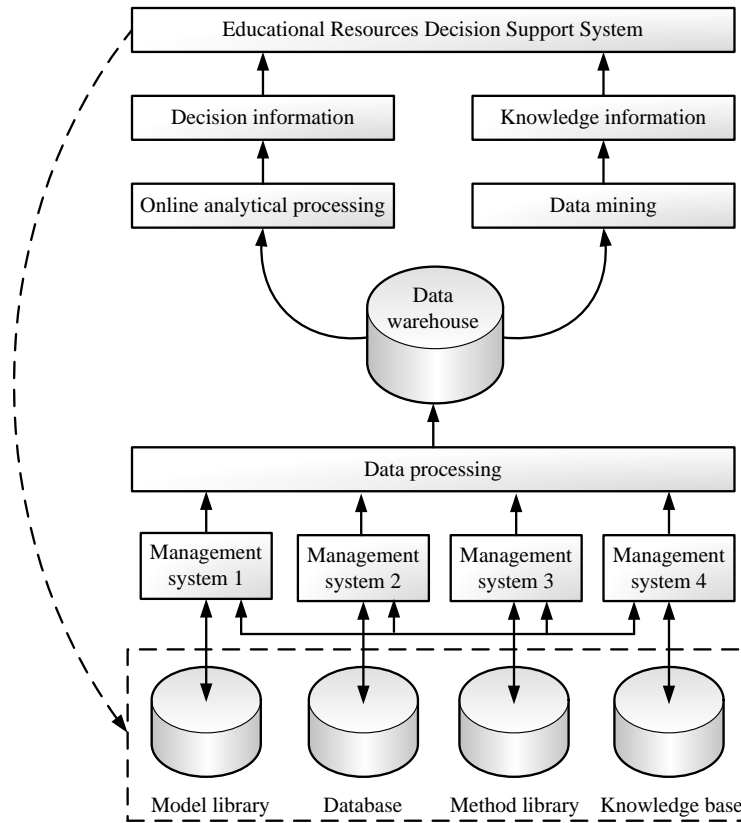 Educational Resources Decision Support System
Decision information
Knowledge information
Online analytical processing
Data mining
Data
warehouse
Data processing
Management
system 1
Management
system 2
Management
system 3
Management
system 4
Model library
Database
Method library
Knowledge base